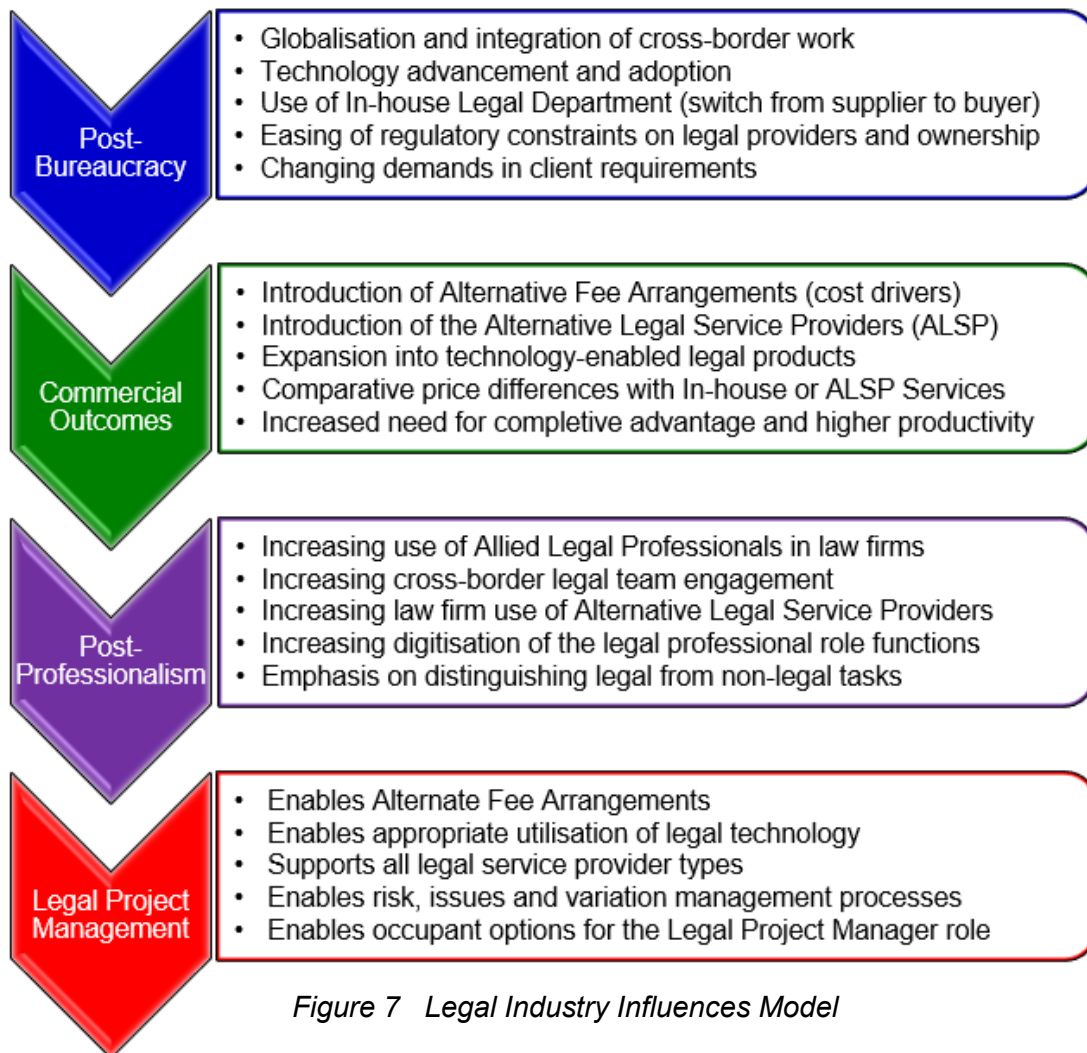 Post-
Bureaucracy
• Globalisation and integration of cross-border work
• Technology advancement and adoption
• Use of In-house Legal Department (switch from supplier to buyer)
• Easing of regulatory constraints on legal providers and ownership
• Changing demands in client requirements
Commercial
Outcomes
• Introduction of Alternative Fee Arrangements (cost drivers)
• Introduction of the Alternative Legal Service Providers (ALSP)
• Expansion into technology-enabled legal products
• Comparative price differences with In-house or ALSP Services
• Increased need for completive advantage and higher productivity
Post-
Professionalism
• Increasing use of Allied Legal Professionals in law firms
• Increasing cross-border legal team engagement
• Increasing law firm use of Alternative Legal Service Providers
• Increasing digitisation of the legal professional role functions
• Emphasis on distinguishing legal from non-legal tasks
Legal Project
Management
• Enables Alternate Fee Arrangements
• Enables appropriate utilisation of legal technology
• Supports all legal service provider types
• Enables risk, issues and variation management processes
• Enables occupant options for the Legal Project Manager role
Figure 7 Legal Industry Influences Model